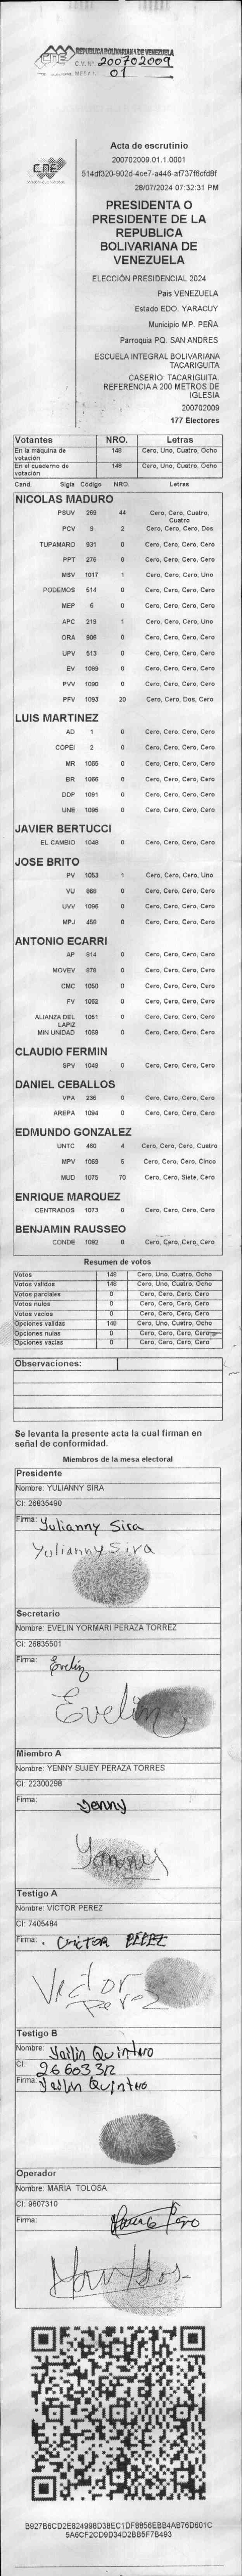 REPUBLICA BOLIVARIANA DE VENEZUELA
C.V. Nº 200702009
MESA 01
CNE
Acta de escrutinio
200702009.01.1.0001
514df320-902d-4ce7-a446-af737f6cfd8f
28/07/2024 07:32:31 PM
PRESIDENTA O
PRESIDENTE DE LA
REPUBLICA
BOLIVARIANA DE
VENEZUELA
ELECCIÓN PRESIDENCIAL 2024
Pais VENEZUELA
Estado EDO. YARACUY
Municipio MP. PEÑA
Parroquia PQ. SAN ANDRES
ESCUELA INTEGRAL BOLIVARIANA
TACARIGUITA
CASERIO: TACARIGUITA.
REFERENCIA A 200 METROS DE
IGLESIA
200702009
177 Electores
Votantes NRO. Letras
En la máquina de votación 148 Cero, Uno, Cuatro, Ocho
En el cuaderno de votación 148 Cero, Uno, Cuatro, Ocho
Cand. Sigla Código NRO. Letras
NICOLAS MADURO
PSUV 269 44 Cero, Cero, Cuatro, Cuatro
PCV 9 2 Cero, Cero, Cero, Dos
TUPAMARO 931 0 Cero, Cero, Cero, Cero
PPT 276 0 Cero, Cero, Cero, Cero
MSV 1017 1 Cero, Cero, Cero, Uno
PODEMOS 514 0 Cero, Cero, Cero, Cero
MEP 6 0 Cero, Cero, Cero, Cero
APC 219 1 Cero, Cero, Cero, Uno
ORA 906 0 Cero, Cero, Cero, Cero
UPV 513 0 Cero, Cero, Cero, Cero
EV 1089 0 Cero, Cero, Cero, Cero
PVV 1090 0 Cero, Cero, Cero, Cero
PFV 1093 20 Cero, Cero, Dos, Cero
LUIS MARTINEZ
AD 1 0 Cero, Cero, Cero, Cero
COPEI 2 0 Cero, Cero, Cero, Cero
MR 1065 0 Cero, Cero, Cero, Cero
BR 1066 0 Cero, Cero, Cero, Cero
DDP 1091 0 Cero, Cero, Cero, Cero
UNE 1095 0 Cero, Cero, Cero, Cero
JAVIER BERTUCCI
EL CAMBIO 1048 0 Cero, Cero, Cero, Cero
JOSE BRITO
PV 1053 1 Cero, Cero, Cero, Uno
VU 868 0 Cero, Cero, Cero, Cero
UVV 1096 0 Cero, Cero, Cero, Cero
MPJ 458 0 Cero, Cero, Cero, Cero
ANTONIO ECARRI
AP 814 0 Cero, Cero, Cero, Cero
MOVEV 978 0 Cero, Cero, Cero, Cero
CMC 1050 0 Cero, Cero, Cero, Cero
FV 1062 0 Cero, Cero, Cero, Cero
ALIANZA DEL LAPIZ 1051 0 Cero, Cero, Cero, Cero
MIN UNIDAD 1068 0 Cero, Cero, Cero, Cero
CLAUDIO FERMIN
SPV 1049 0 Cero, Cero, Cero, Cero
DANIEL CEBALLOS
VPA 236 0 Cero, Cero, Cero, Cero
AREPA 1094 0 Cero, Cero, Cero, Cero
EDMUNDO GONZALEZ
UNTC 460 4 Cero, Cero, Cero, Cuatro
MPV 1069 5 Cero, Cero, Cero, Cinco
MUD 1075 70 Cero, Cero, Siete, Cero
ENRIQUE MARQUEZ
CENTRADOS 1073 0 Cero, Cero, Cero, Cero
BENJAMIN RAUSSEO
CONDE 1092 0 Cero, Cero, Cero, Cero
Resumen de votos
Votos 148 Cero, Uno, Cuatro, Ocho
Votos validos 148 Cero, Uno, Cuatro, Ocho
Votos parciales 0 Cero, Cero, Cero, Cero
Votos nulos 0 Cero, Cero, Cero, Cero
Votos vacios 0 Cero, Cero, Cero, Cero
Opciones validas 148 Cero, Uno, Cuatro, Ocho
Opciones nulas 0 Cero, Cero, Cero, Cero
Opciones vacias 0 Cero, Cero, Cero, Cero
Observaciones:
Se levanta la presente acta la cual firman en
señal de conformidad.
Miembros de la mesa electoral
Presidente
Nombre: YULIANNY SIRA
CI: 26835490
Firma: Yulianny Sira
Yulianny Sira
Secretario
Nombre: EVELIN YORMARI PERAZA TORREZ
CI: 26835501
Firma: Evelin
Evelin
Miembro A
Nombre: YENNY SUJEY PERAZA TORRES
CI: 22300298
Firma: Yenny
Yenny
Testigo A
Nombre: VICTOR PEREZ
CI: 7405484
Firma: VICTOR PEREZ
Victor
Perez
Testigo B
Nombre: Yailin Quintero
CI: 26603312
Firma: Yailin Quintero
Operador
Nombre: MARIA TOLOSA
CI: 9607310
Firma:
B927B6CD2E824998D38EC1DF8856EBB4AB76D601C
5A6CF2CD9D34D2BB5F7B493